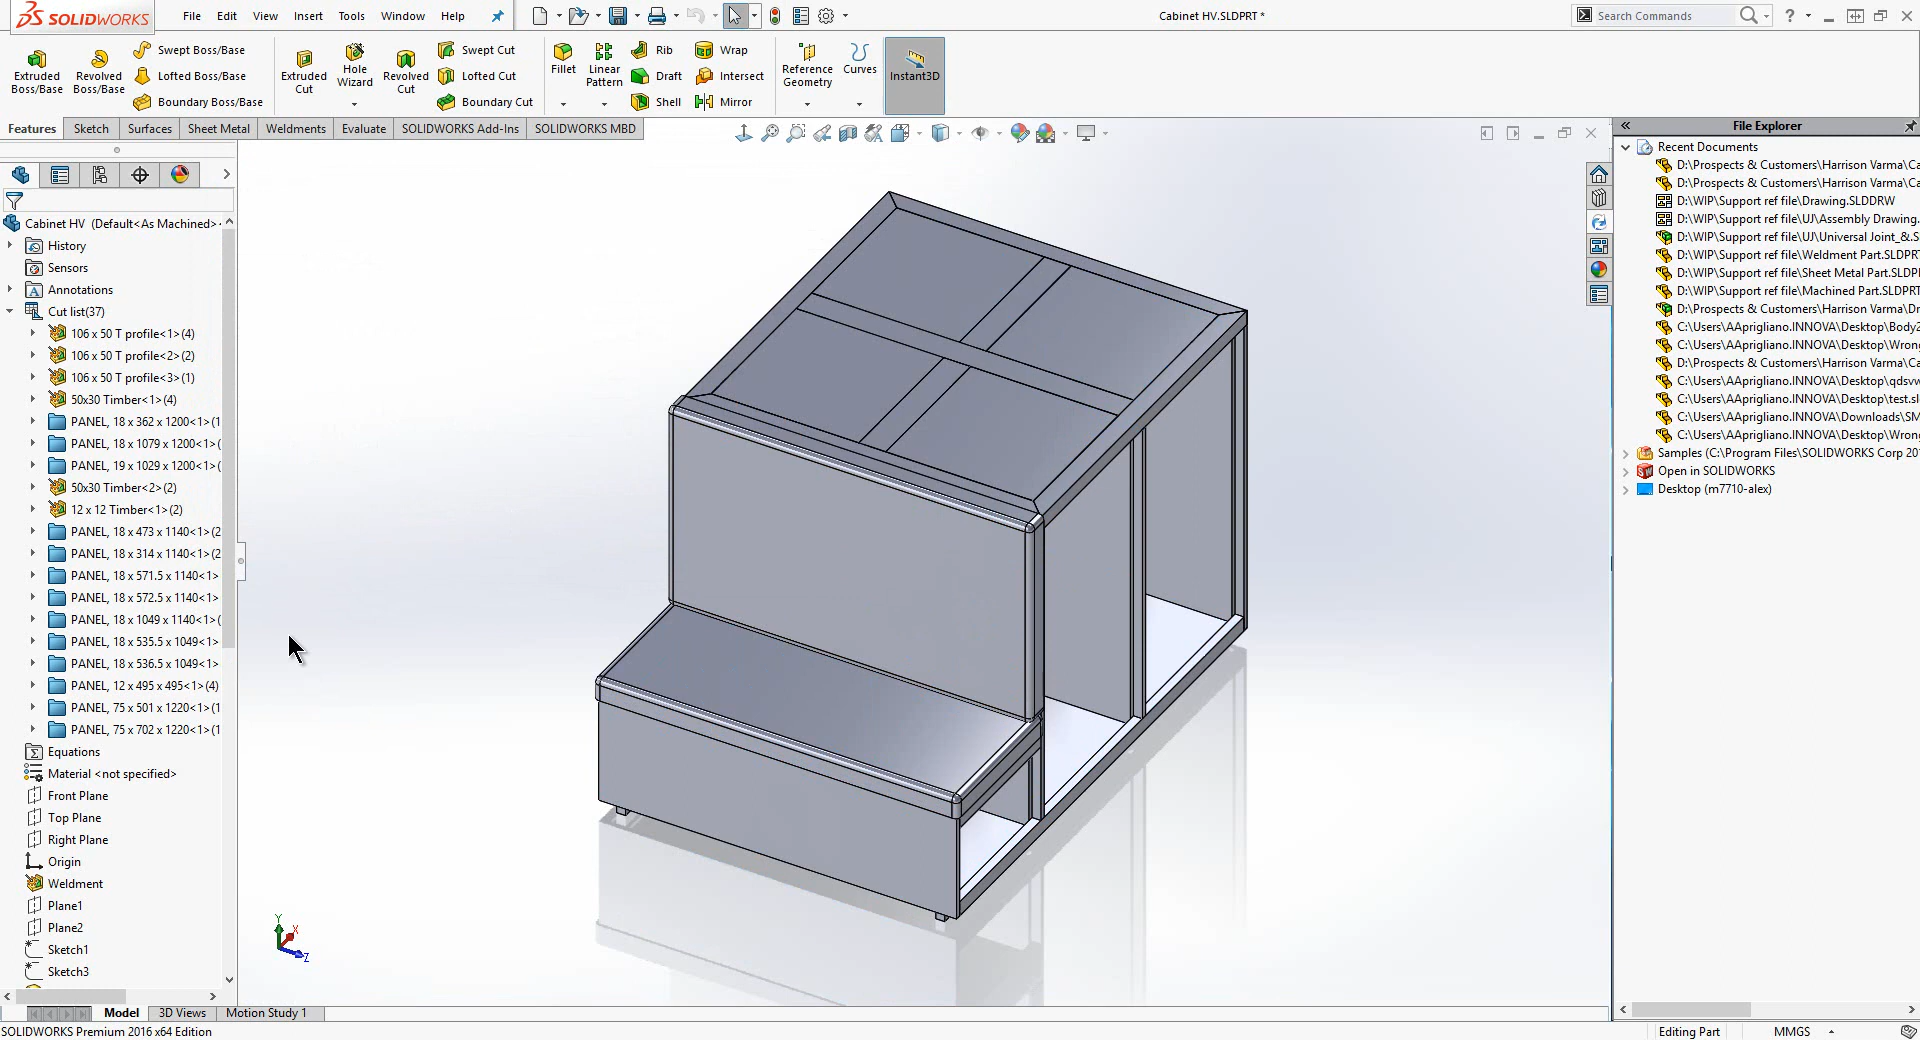 SOLIDWORKS
File Edit View Insert Tools Window Help
Cabinet HV.SLDPRT *
Search Commands
Extruded Boss/Base
Revolved Boss/Base
Swept Boss/Base
Lofted Boss/Base
Boundary Boss/Base
Extruded Cut
Hole Wizard
Revolved Cut
Swept Cut
Lofted Cut
Boundary Cut
Fillet
Linear Pattern
Rib
Draft
Shell
Wrap
Intersect
Mirror
Reference Geometry
Curves
Instant3D
Features Sketch Surfaces Sheet Metal Weldments Evaluate SOLIDWORKS Add-Ins SOLIDWORKS MBD
Cabinet HV (Default<As Machined>
History
Sensors
Annotations
Cut list(37)
106 x 50 T profile<1>(4)
106 x 50 T profile<2>(2)
106 x 50 T profile<3>(1)
50x30 Timber<1>(4)
PANEL, 18 x 362 x 1200<1>(1
PANEL, 18 x 1079 x 1200<1>(
PANEL, 19 x 1029 x 1200<1>(
50x30 Timber<2>(2)
12 x 12 Timber<1>(2)
PANEL, 18 x 473 x 1140<1>(2
PANEL, 18 x 314 x 1140<1>(2
PANEL, 18 x 571.5 x 1140<1>
PANEL, 18 x 572.5 x 1140<1>
PANEL, 18 x 1049 x 1140<1>(
PANEL, 18 x 535.5 x 1049<1>
PANEL, 18 x 536.5 x 1049<1>
PANEL, 12 x 495 x 495<1>(4)
PANEL, 75 x 501 x 1220<1>(1
PANEL, 75 x 702 x 1220<1>(1
Equations
Material <not specified>
Front Plane
Top Plane
Right Plane
Origin
Weldment
Plane1
Plane2
Sketch1
Sketch3
Y
X
Z
Model 3D Views Motion Study 1
SOLIDWORKS Premium 2016 x64 Edition
File Explorer
Recent Documents
D:\Prospects & Customers\Harrison Varma\Ca
D:\Prospects & Customers\Harrison Varma\Ca
D:\WIP\Support ref file\Drawing.SLDDRW
D:\WIP\Support ref file\UJ\Assembly Drawing.
D:\WIP\Support ref file\UJ\Universal Joint_&.S
D:\WIP\Support ref file\Weldment Part.SLDPR
D:\WIP\Support ref file\Sheet Metal Part.SLDP
D:\WIP\Support ref file\Machined Part.SLDPRT
D:\Prospects & Customers\Harrison Varma\Dr
C:\Users\AAprigliano.INNOVA\Desktop\Body2
C:\Users\AAprigliano.INNOVA\Desktop\Wrong
D:\Prospects & Customers\Harrison Varma\Ca
C:\Users\AAprigliano.INNOVA\Desktop\qdsvw
C:\Users\AAprigliano.INNOVA\Desktop\test.sl
C:\Users\AAprigliano.INNOVA\Downloads\SM
C:\Users\AAprigliano.INNOVA\Desktop\Wrong
Samples (C:\Program Files\SOLIDWORKS Corp 20
Open in SOLIDWORKS
Desktop (m7710-alex)
Editing Part
MMGS